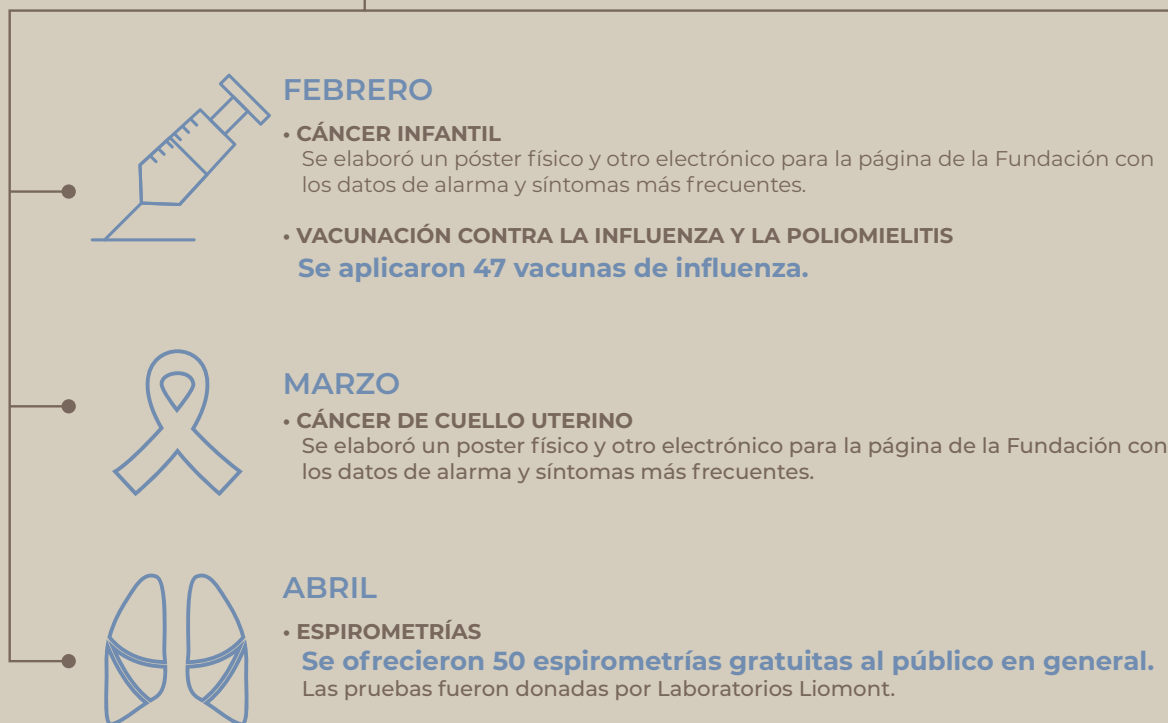 FEBRERO
• CÁNCER INFANTIL
Se elaboró un póster físico y otro electrónico para la página de la Fundación con
los datos de alarma y síntomas más frecuentes.
• VACUNACIÓN CONTRA LA INFLUENZA Y LA POLIOMIELITIS
Se aplicaron 47 vacunas de influenza.
MARZO
• CÁNCER DE CUELLO UTERINO
Se elaboró un poster físico y otro electrónico para la página de la Fundación con
los datos de alarma y síntomas más frecuentes.
ABRIL
• ESPIROMETRÍAS
Se ofrecieron 50 espirometrías gratuitas al público en general.
Las pruebas fueron donadas por Laboratorios Liomont.